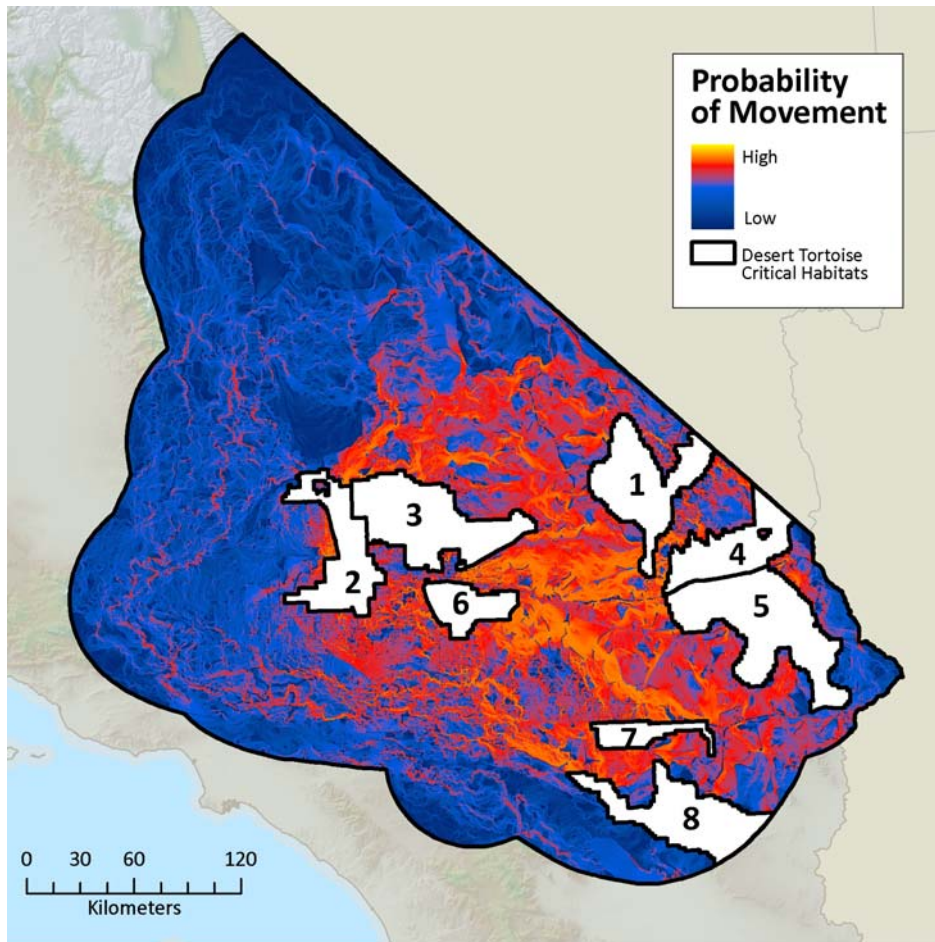 Probability
of Movement
High
Low
Desert Tortoise
Critical Habitats
1
3
4
2
5
6
7
8
0 30 60 120
Kilometers